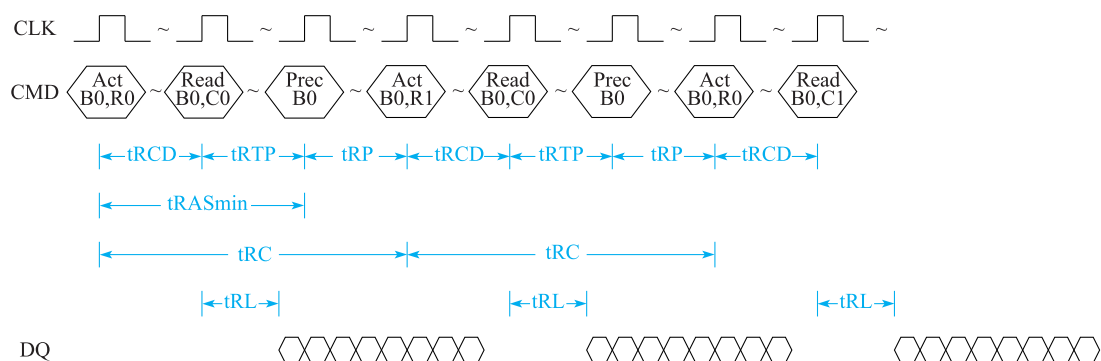 CLK ~ ~ ~ ~ ~ ~ ~ ~
CMD Act B0,R0 ~ Read B0,C0 ~ Prec B0 ~ Act B0,R1 ~ Read B0,C0 ~ Prec B0 ~ Act B0,R0 ~ Read B0,C1
tRCD tRTP tRP tRCD tRTP tRP tRCD
tRASmin
tRC tRC
tRL tRL tRL
DQ